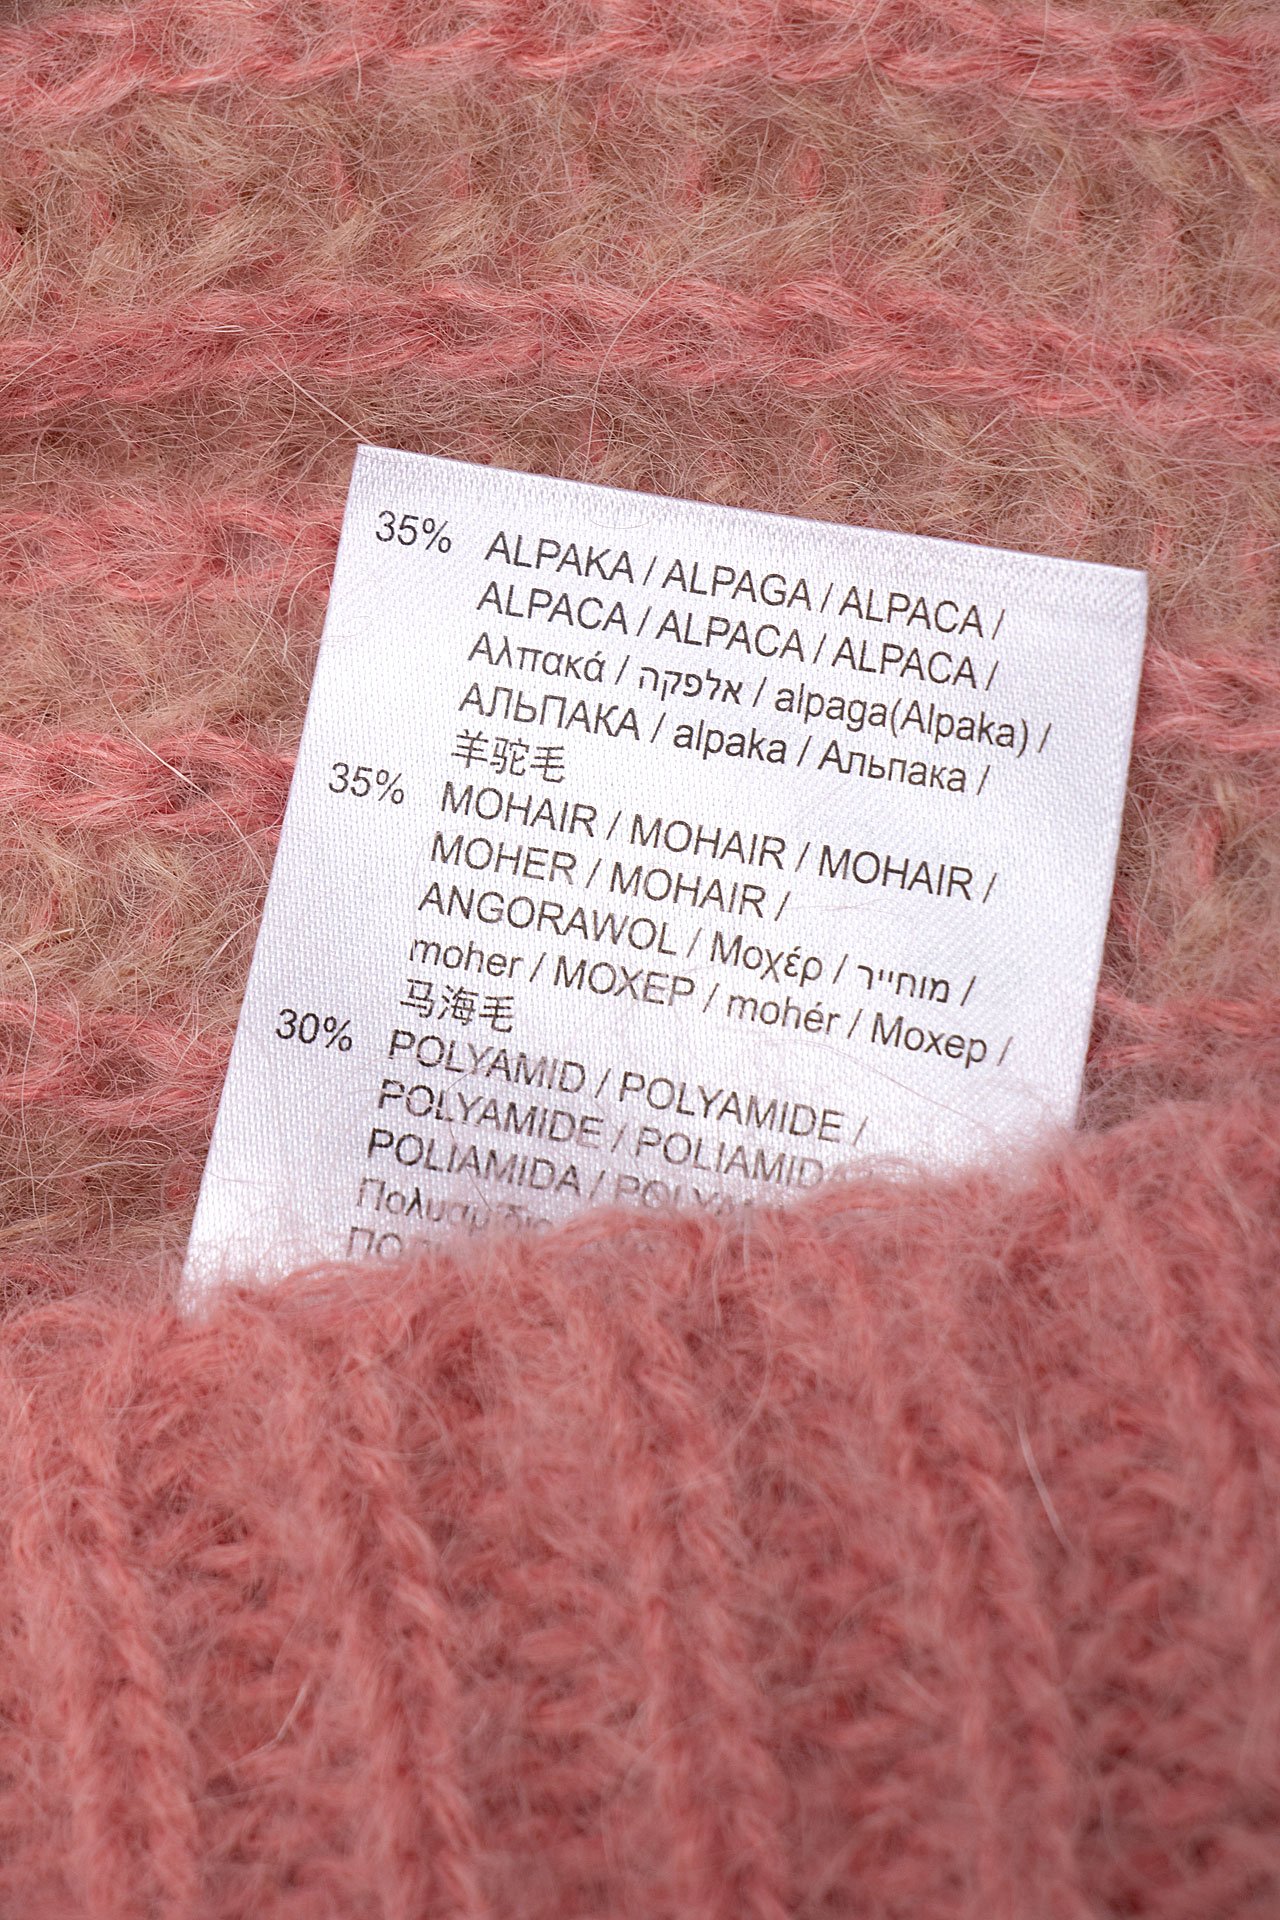 35% ALPAKA / ALPAGA / ALPACA /
ALPACA / ALPACA / ALPACA /
Αλπακά / אלפקה / alpaga(Alpaka) /
АЛЬПАКА / alpaka / Альпака /
羊驼毛
35% MOHAIR / MOHAIR / MOHAIR /
MOHER / MOHAIR /
ANGORAWOL / Μοχέρ / מוחייר /
moher / МОХЕР / mohér / Мохер /
马海毛
30% POLYAMID / POLYAMIDE /
POLYAMIDE / POLIAMIDA /
POLIAMIDA /